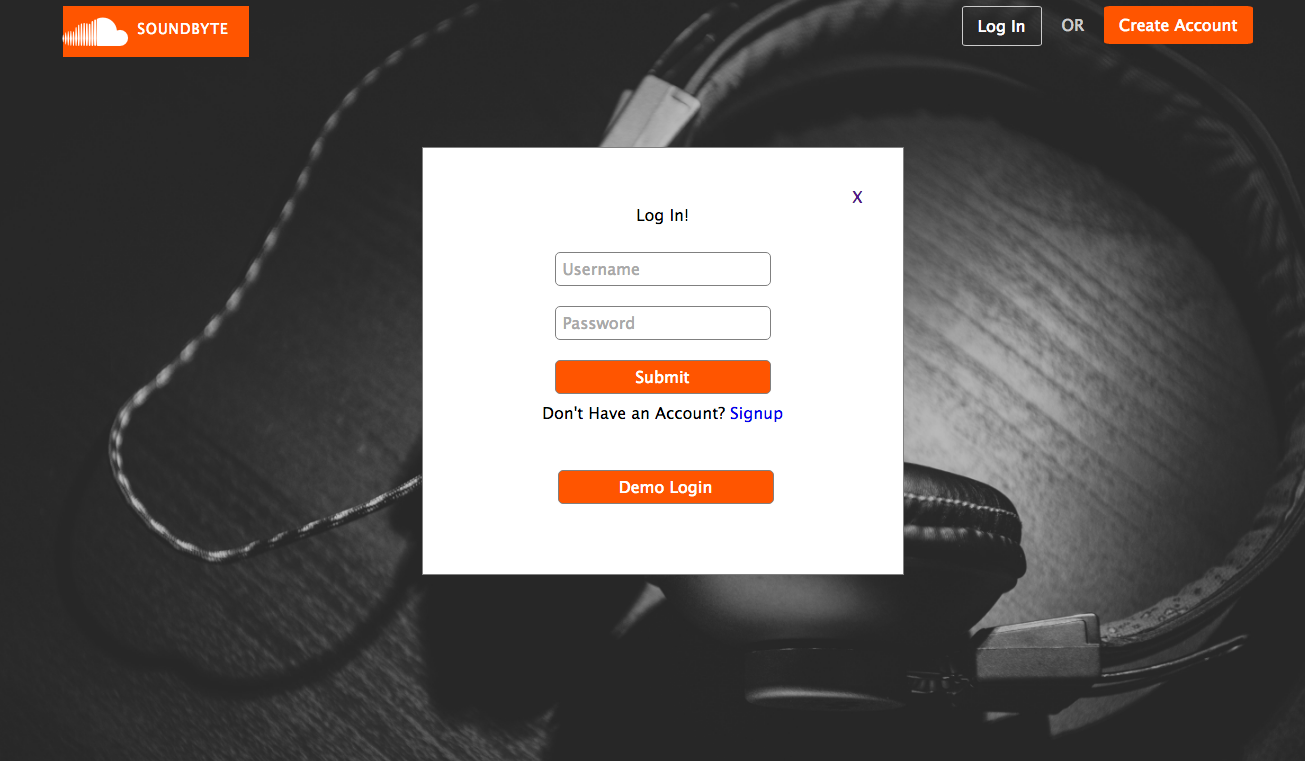 SOUNDBYTE
Log In OR Create Account
X
Log In!
Username
Password
Submit
Don't Have an Account? Signup
Demo Login